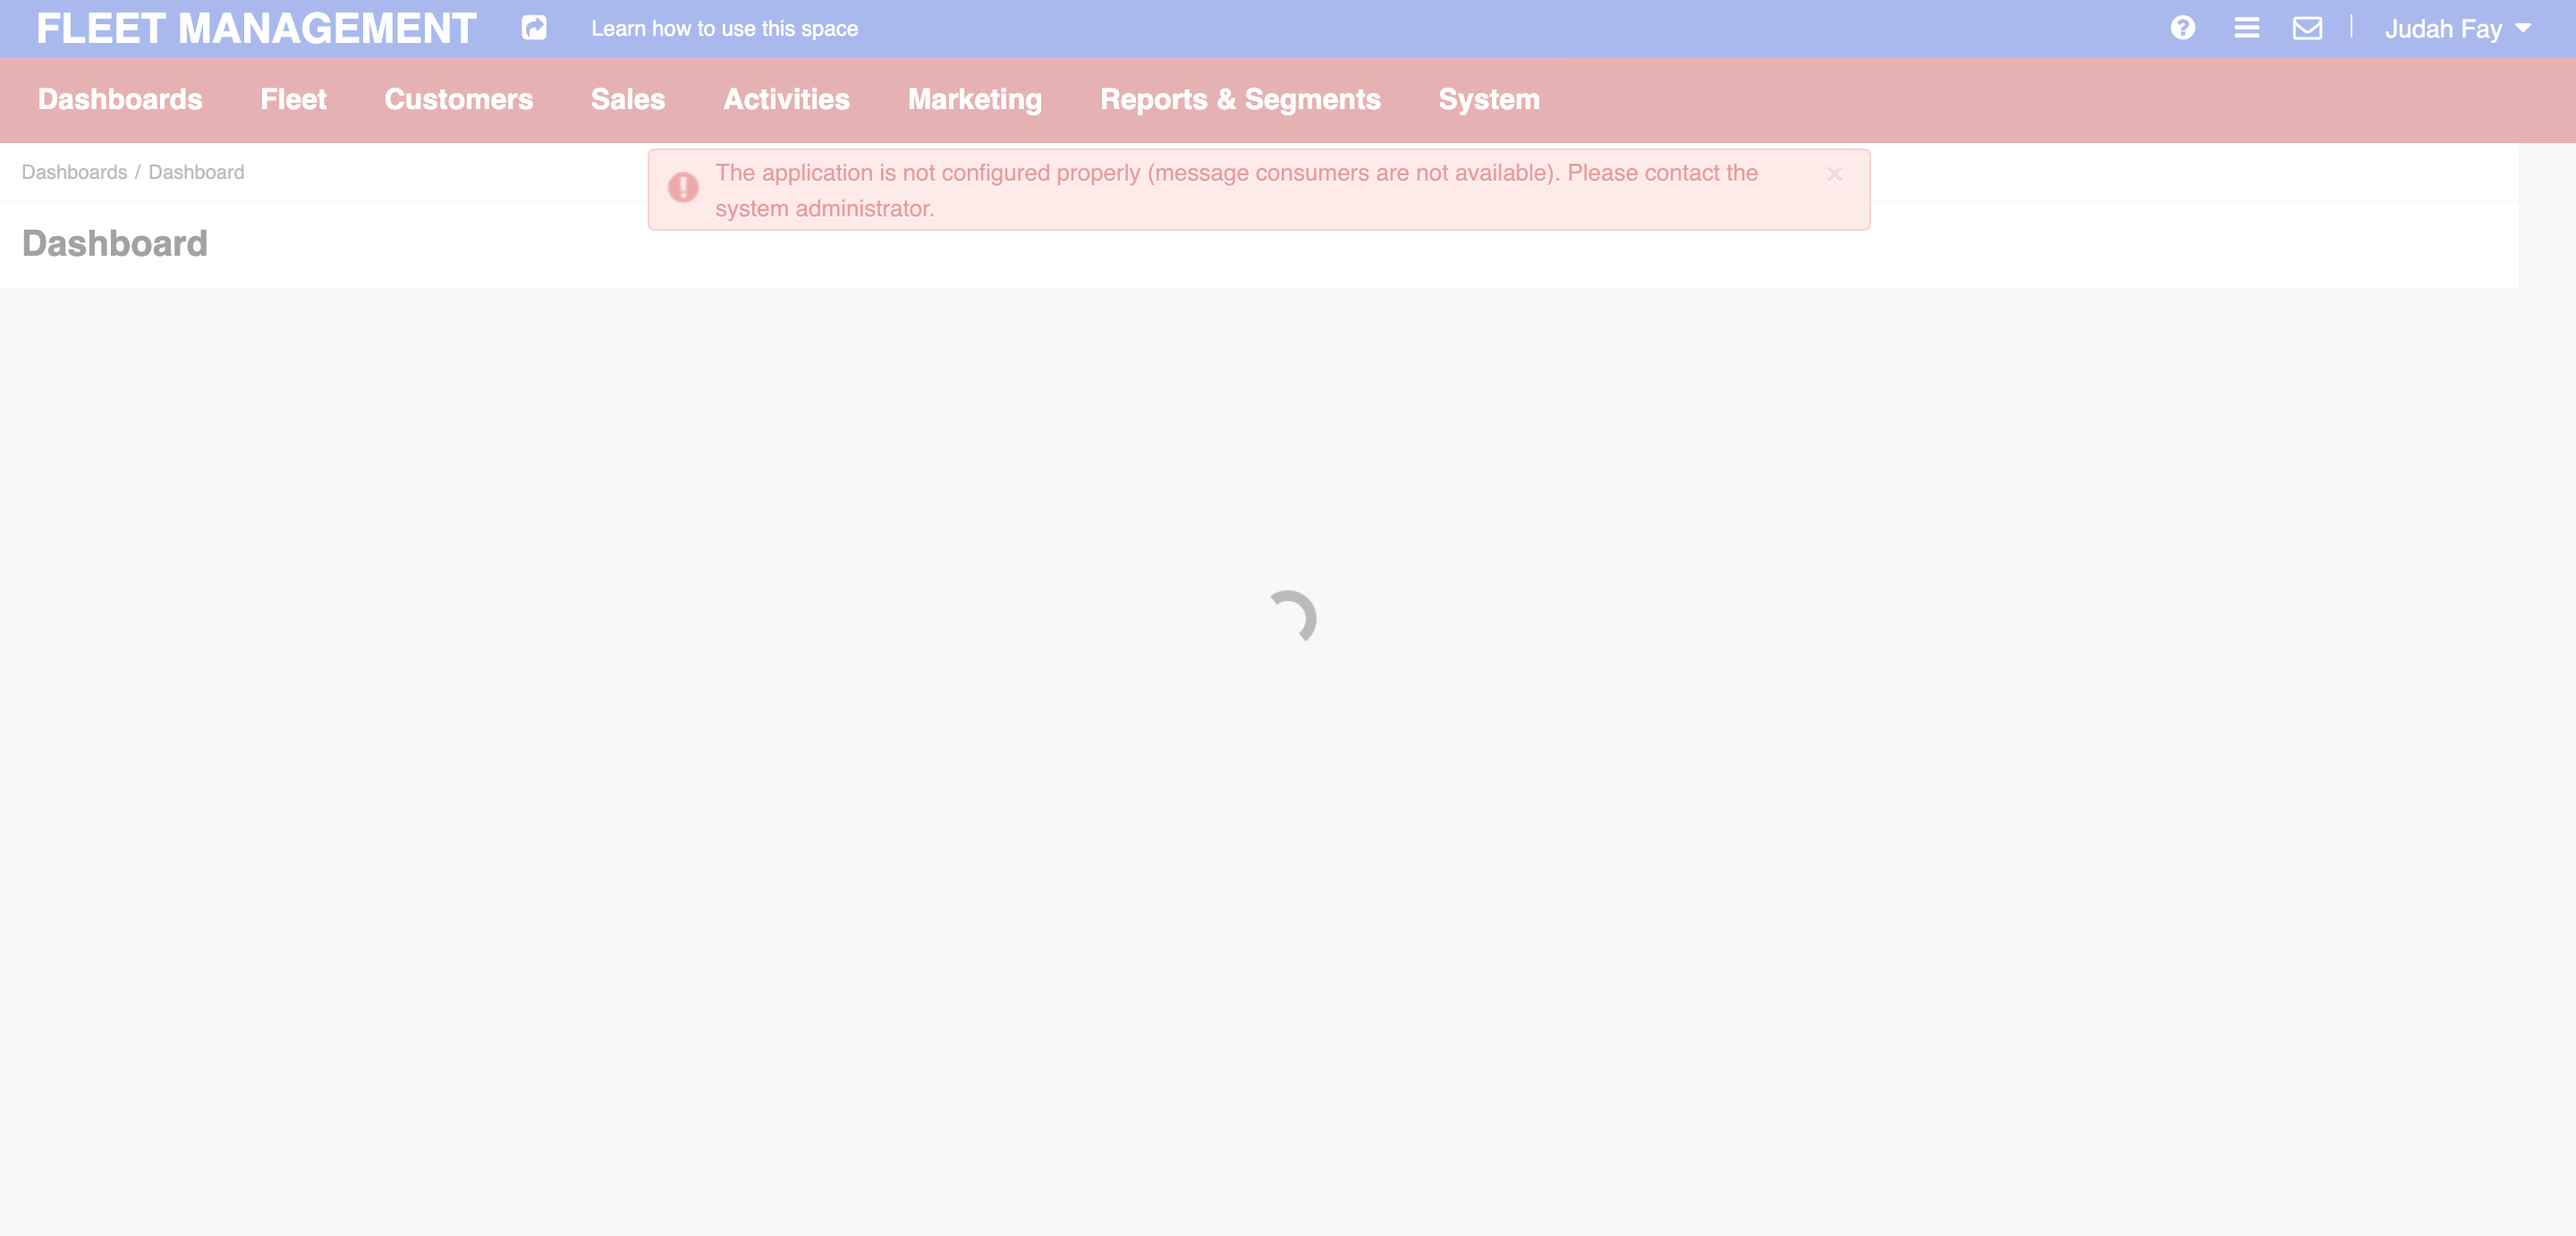 FLEET MANAGEMENT
Learn how to use this space
Judah Fay
Dashboards Fleet Customers Sales Activities Marketing Reports & Segments System
Dashboards / Dashboard
The application is not configured properly (message consumers are not available). Please contact the
system administrator.
×
Dashboard